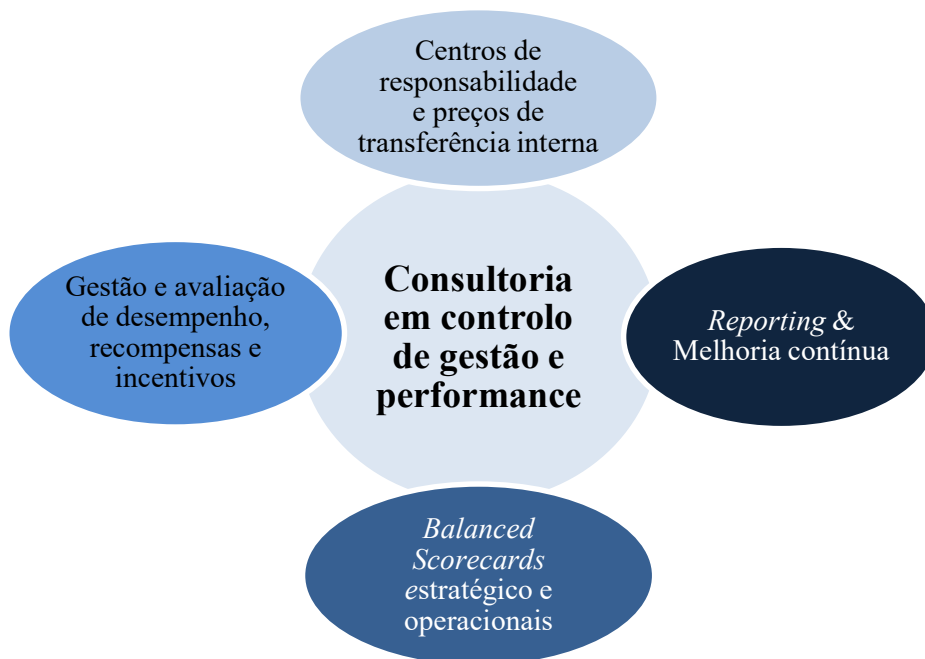 Centros de
responsabilidade
e preços de
transferência interna
Gestão e avaliação
de desempenho,
recompensas e
incentivos
Consultoria
em controlo
de gestão e
performance
Reporting &
Melhoria contínua
Balanced
Scorecards
estratégico e
operacionais